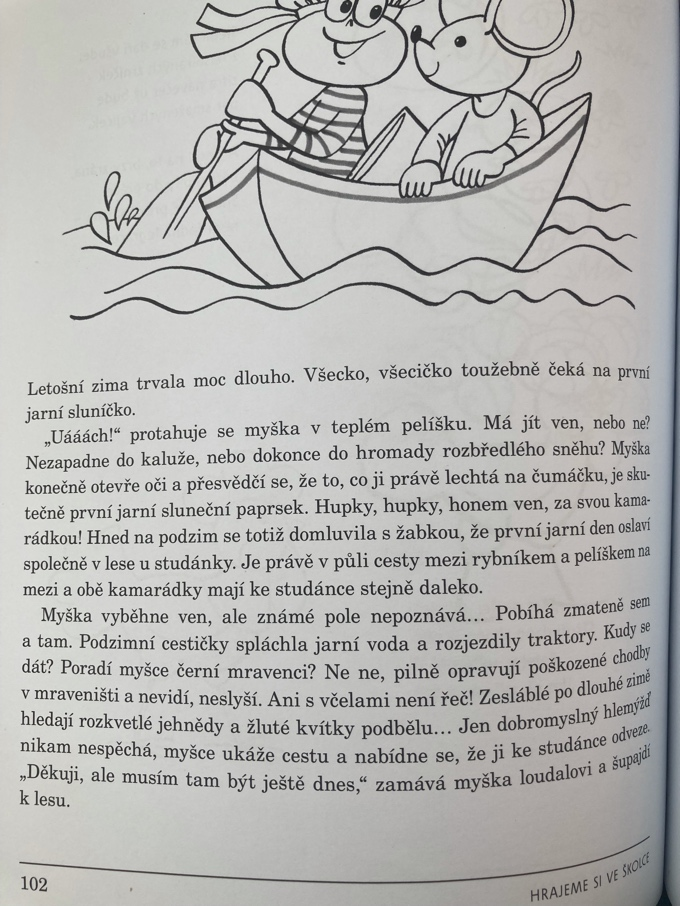 Letošní zima trvala moc dlouho. Všecko, všecičko toužebně čeká na první
jarní sluníčko.
„Uááách!“ protahuje se myška v teplém pelíšku. Má jít ven, nebo ne?
Nezapadne do kaluže, nebo dokonce do hromady rozbředlého sněhu? Myška
konečně otevře oči a přesvědčí se, že to, co ji právě lechtá na čumáčku, je sku-
tečně první jarní sluneční paprsek. Hupky, hupky, honem ven, za svou kama-
rádkou! Hned na podzim se totiž domluvila s žabkou, že první jarní den oslaví
společně v lese u studánky. Je právě v půli cesty mezi rybníkem a pelíškem na
mezi a obě kamarádky mají ke studánce stejně daleko.
Myška vyběhne ven, ale známé pole nepoznává... Pobíhá zmateně sem
a tam. Podzimní cestičky spláchla jarní voda a rozjezdily traktory. Kudy se
dát? Poradí myšce černí mravenci? Ne ne, pilně opravují poškozené chodby
v mraveništi a nevidí, neslyší. Ani s včelami není řeč! Zesláblé po dlouhé zimě
hledají rozkvetlé jehnědy a žluté kvítky podbělu... Jen dobromyslný hlemýžď
nikam nespěchá, myšce ukáže cestu a nabídne se, že ji ke studánce odveze.
„Děkuji, ale musím tam být ještě dnes,“ zamává myška loudalovi a šupajdí
k lesu.
102
HRAJEME SI VE ŠKOLCE